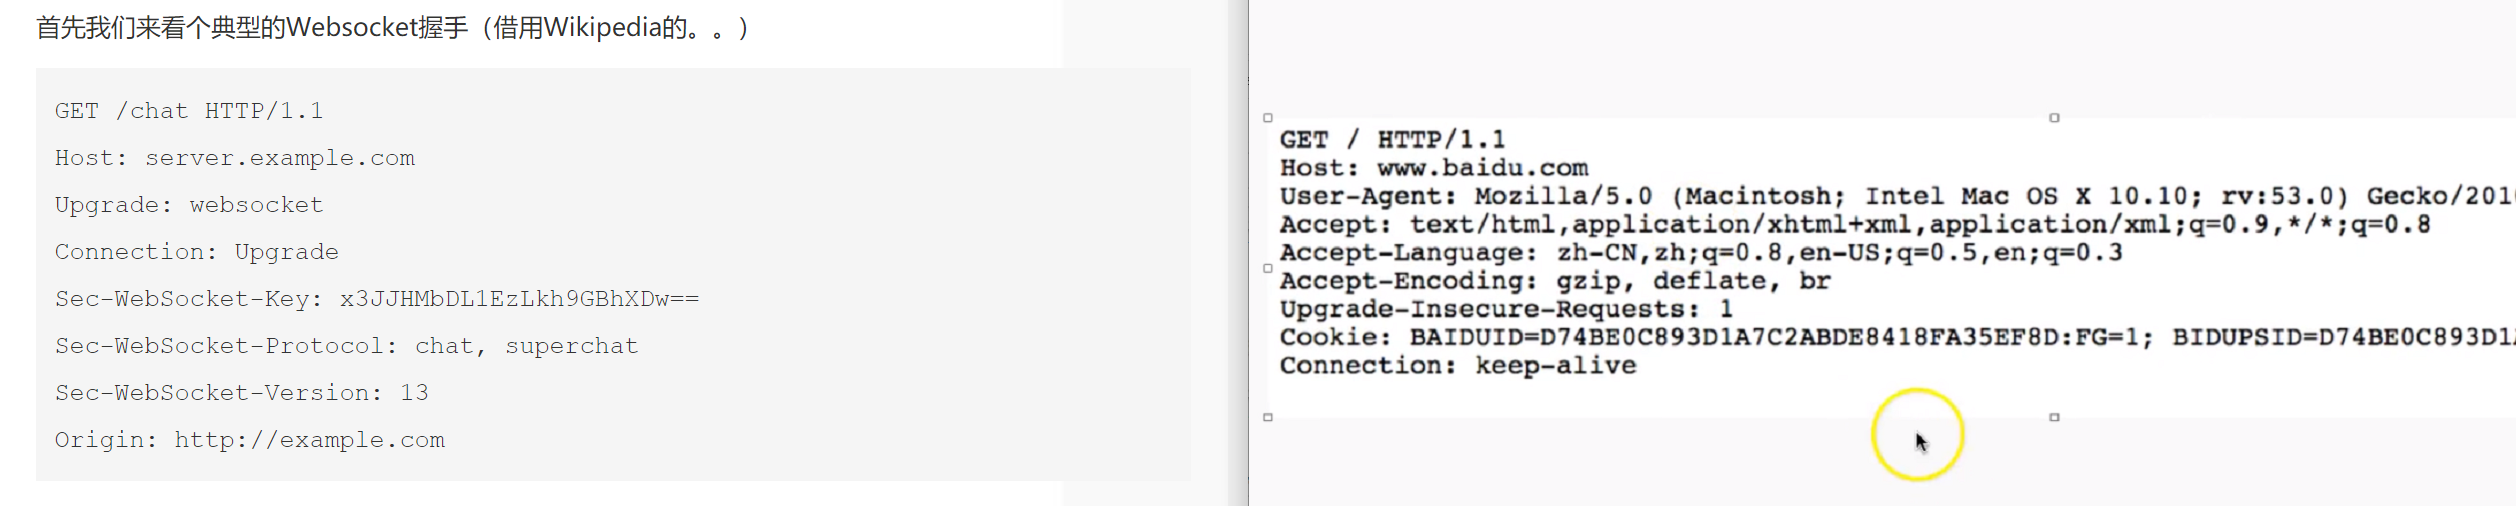 首先我们来看个典型的Websocket握手（借用Wikipedia的。。）
GET /chat HTTP/1.1
Host: server.example.com
Upgrade: websocket
Connection: Upgrade
Sec-WebSocket-Key: x3JJHMbDL1EzLkh9GBhXDw==
Sec-WebSocket-Protocol: chat, superchat
Sec-WebSocket-Version: 13
Origin: http://example.com
GET / HTTP/1.1
Host: www.baidu.com
User-Agent: Mozilla/5.0 (Macintosh; Intel Mac OS X 10.10; rv:53.0) Gecko/201
Accept: text/html,application/xhtml+xml,application/xml;q=0.9,*/*;q=0.8
Accept-Language: zh-CN,zh;q=0.8,en-US;q=0.5,en;q=0.3
Accept-Encoding: gzip, deflate, br
Upgrade-Insecure-Requests: 1
Cookie: BAIDUID=D74BE0C893D1A7C2ABDE8418FA35EF8D:FG=1; BIDUPSID=D74BE0C893D1
Connection: keep-alive